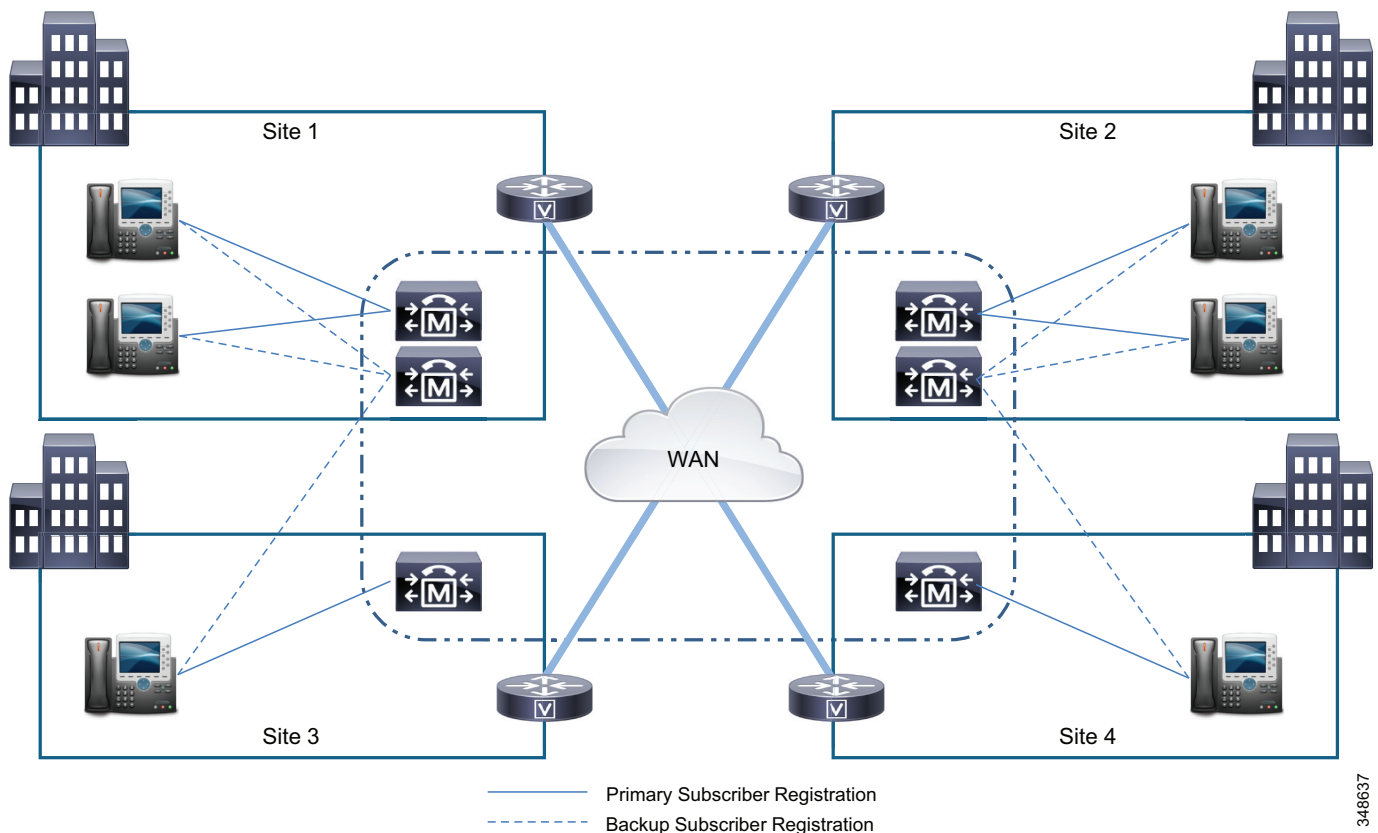 Site 1
Site 2
V
V
M
M
M
M
WAN
M
M
V
V
Site 3
Site 4
Primary Subscriber Registration
Backup Subscriber Registration
348637